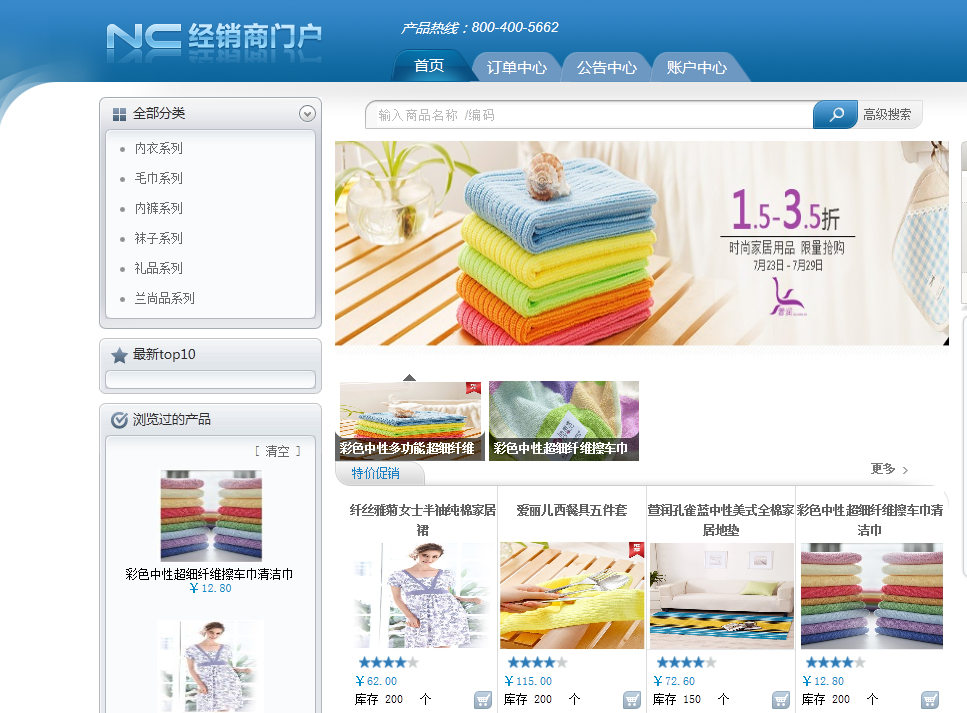 NC 经销商门户
产品热线：800-400-5662
首页 订单中心 公告中心 账户中心
全部分类
内衣系列
毛巾系列
内裤系列
袜子系列
礼品系列
兰尚品系列
最新top10
浏览过的产品
[ 清空 ]
彩色中性超细纤维擦车巾清洁巾
￥12.80
输入商品名称 /编码
高级搜索
1.5-3.5折
时尚家居用品 限量抢购
7月23日 - 7月29日
彩色中性多功能超细纤维
彩色中性超细纤维擦车巾
特价促销
更多
纤丝雅菊女士半袖纯棉家居
裙
￥62.00
库存 200 个
爱丽儿西餐具五件套
￥115.00
库存 200 个
萱润孔雀蓝中性美式全棉家
居地垫
￥72.60
库存 150 个
彩色中性超细纤维擦车巾清
洁巾
￥12.80
库存 200 个